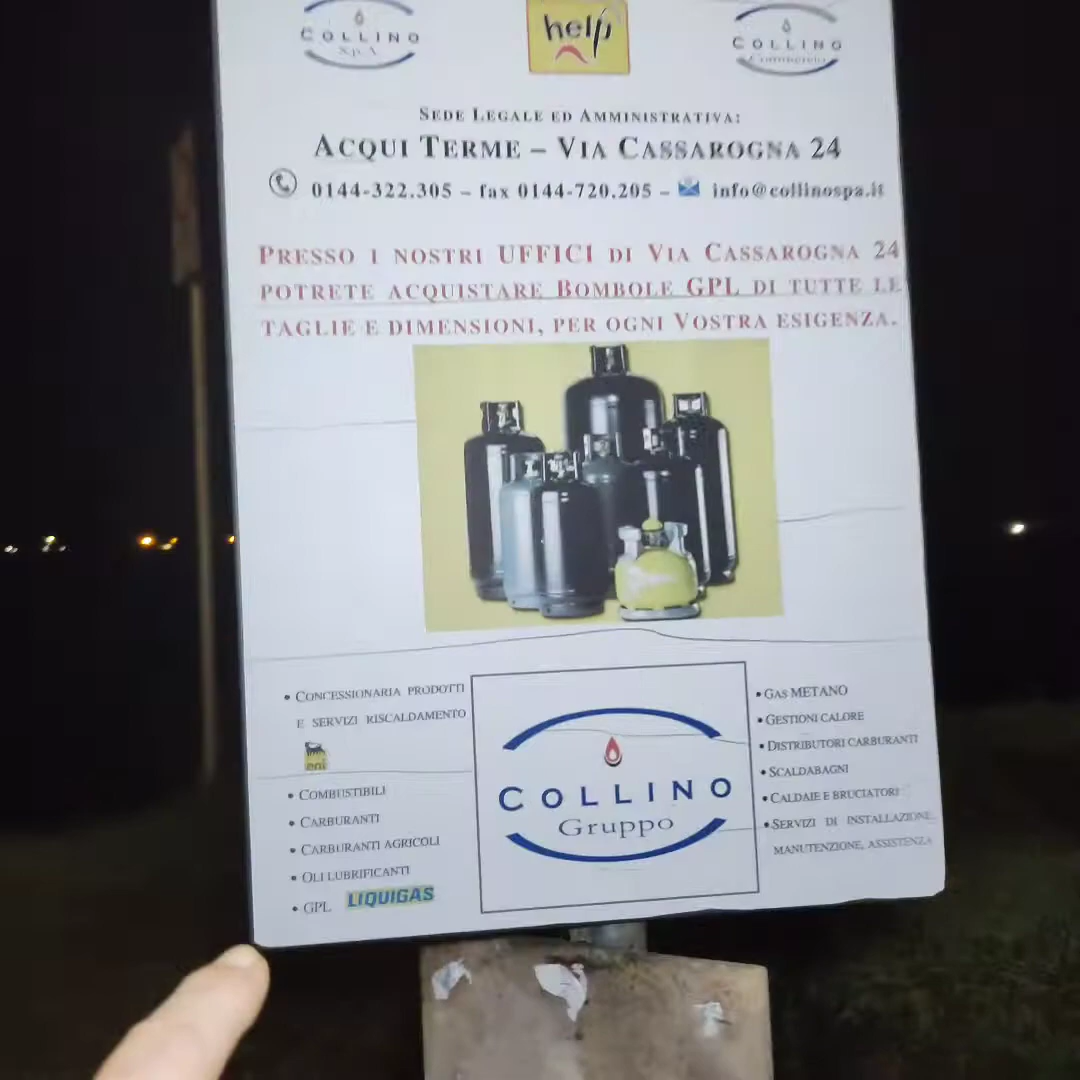 COLLINO
S.p.A.
help
COLLINO
Commerciale
SEDE LEGALE ED AMMINISTRATIVA:
ACQUI TERME – VIA CASSAROGNA 24
0144-322.305 – fax 0144-720.205 – info@collinospa.it
PRESSO I NOSTRI UFFICI DI VIA CASSAROGNA 24
POTRETE ACQUISTARE BOMBOLE GPL DI TUTTE LE
TAGLIE E DIMENSIONI, PER OGNI VOSTRA ESIGENZA.
• CONCESSIONARIA PRODOTTI
E SERVIZI RISCALDAMENTO
eni
• COMBUSTIBILI
• CARBURANTI
• CARBURANTI AGRICOLI
• OLI LUBRIFICANTI
• GPL LIQUIGAS
COLLINO
Gruppo
• GAS METANO
• GESTIONI CALORE
• DISTRIBUTORI CARBURANTI
• SCALDABAGNI
• CALDAIE E BRUCIATORI
• SERVIZI DI INSTALLAZIONE,
MANUTENZIONE, ASSISTENZA